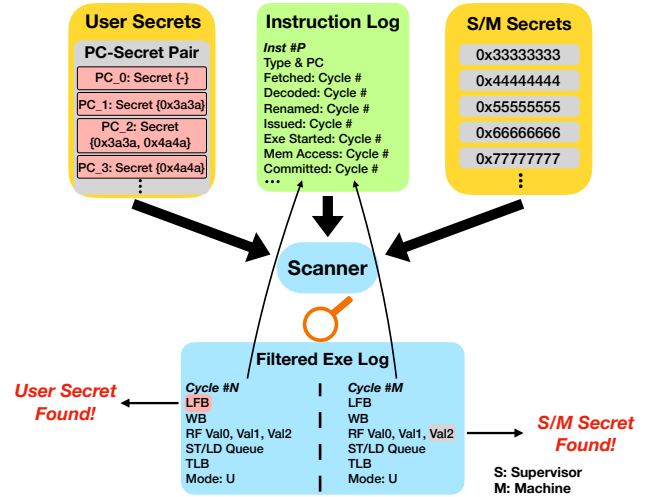 User Secrets
PC-Secret Pair
PC_0: Secret {-}
PC_1: Secret {0x3a3a}
PC_2: Secret
{0x3a3a, 0x4a4a}
PC_3: Secret {0x4a4a}
⋮
Instruction Log
Inst #P
Type & PC
Fetched: Cycle #
Decoded: Cycle #
Renamed: Cycle #
Issued: Cycle #
Exe Started: Cycle #
Mem Access: Cycle #
Committed: Cycle #
...
S/M Secrets
0x33333333
0x44444444
0x55555555
0x66666666
0x77777777
⋮
Scanner
Filtered Exe Log
Cycle #N
LFB
WB
RF Val0, Val1, Val2
ST/LD Queue
TLB
Mode: U
Cycle #M
LFB
WB
RF Val0, Val1, Val2
ST/LD Queue
TLB
Mode: U
User Secret
Found!
S/M Secret
Found!
S: Supervisor
M: Machine